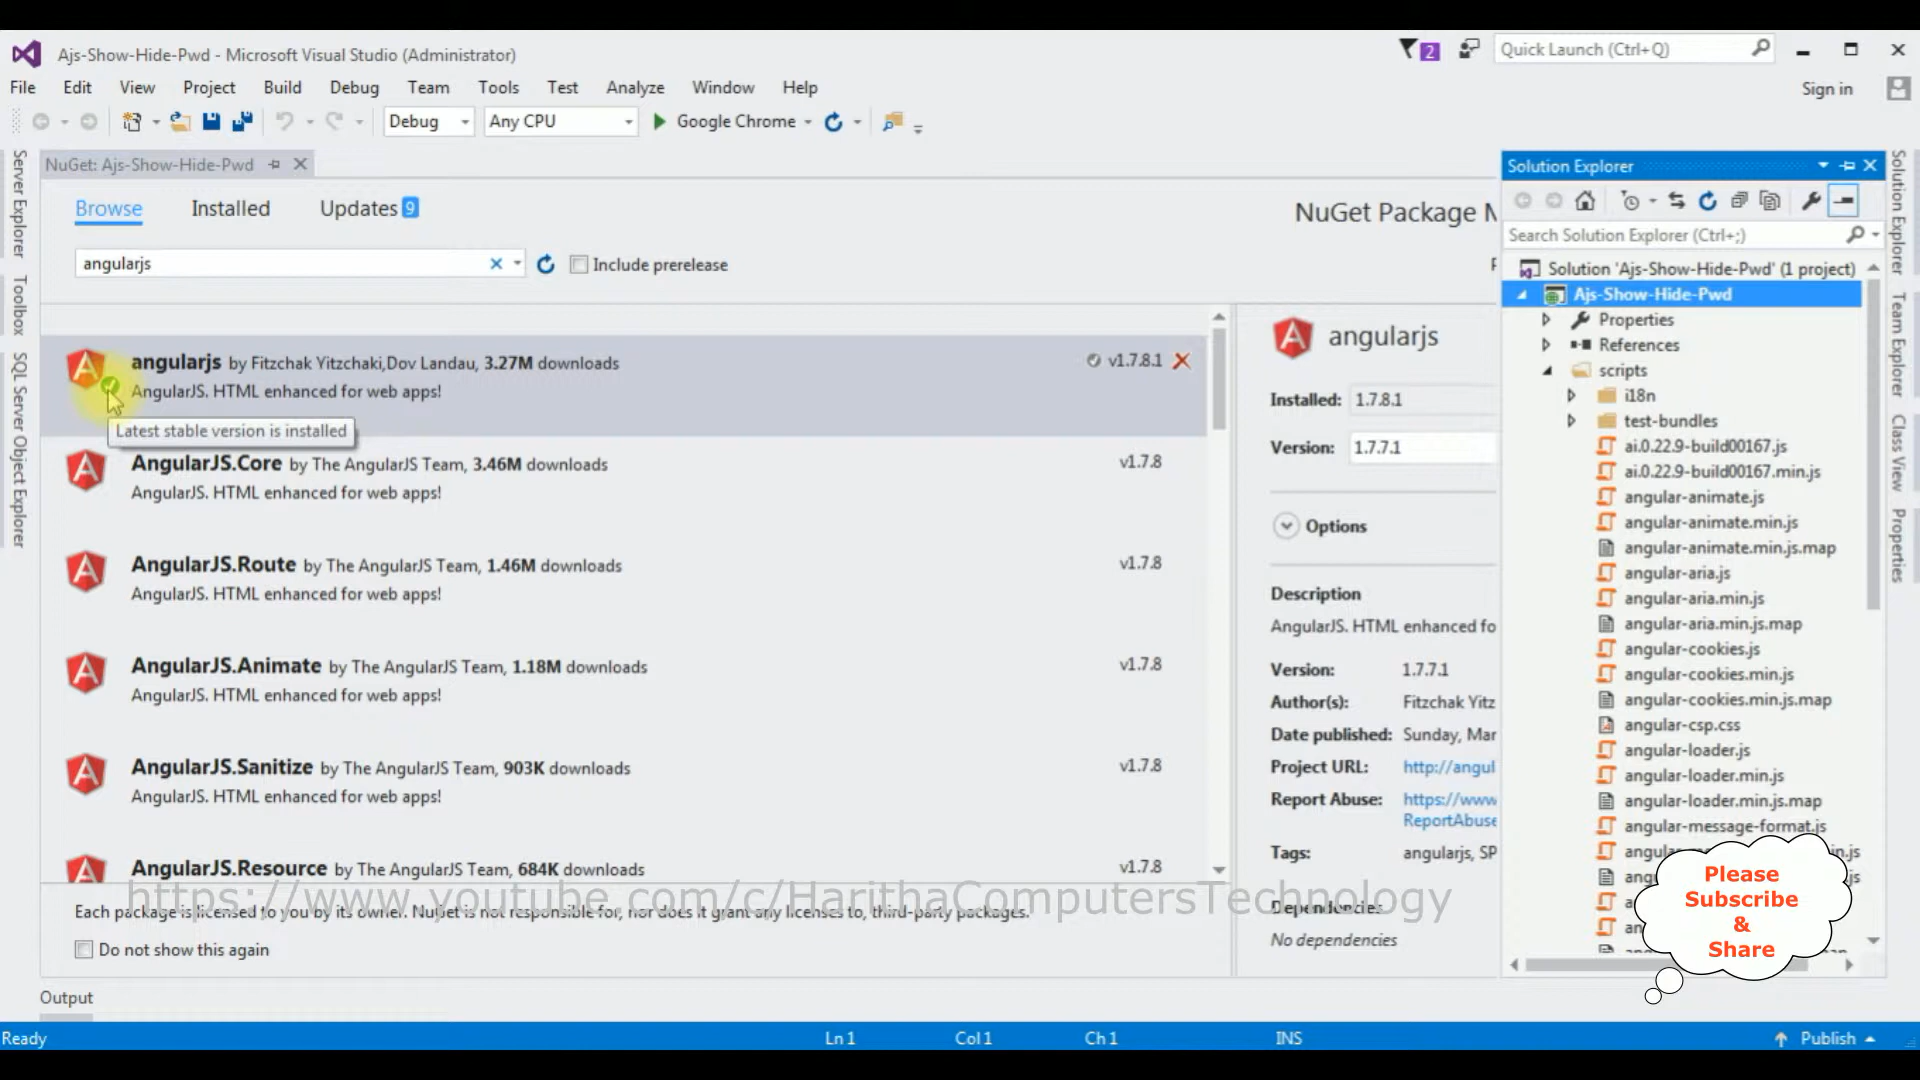 Ajs-Show-Hide-Pwd - Microsoft Visual Studio (Administrator)
2
Quick Launch (Ctrl+Q)
File Edit View Project Build Debug Team Tools Test Analyze Window Help
Sign in
Debug
Any CPU
Google Chrome
Server Explorer
Toolbox
SQL Server Object Explorer
NuGet: Ajs-Show-Hide-Pwd
Browse
Installed
Updates 9
NuGet Package M
angularjs
Include prerelease
angularjs by Fitzchak Yitzchaki,Dov Landau, 3.27M downloads
v1.7.8.1
AngularJS. HTML enhanced for web apps!
Latest stable version is installed
AngularJS.Core by The AngularJS Team, 3.46M downloads
v1.7.8
AngularJS. HTML enhanced for web apps!
AngularJS.Route by The AngularJS Team, 1.46M downloads
v1.7.8
AngularJS. HTML enhanced for web apps!
AngularJS.Animate by The AngularJS Team, 1.18M downloads
v1.7.8
AngularJS. HTML enhanced for web apps!
AngularJS.Sanitize by The AngularJS Team, 903K downloads
v1.7.8
AngularJS. HTML enhanced for web apps!
AngularJS.Resource by The AngularJS Team, 684K downloads
v1.7.8
https://www.youtube.com/c/HarithaComputersTechnology
Each package is licensed to you by its owner. NuGet is not responsible for, nor does it grant any licenses to, third-party packages.
Do not show this again
angularjs
Installed: 1.7.8.1
Version: 1.7.7.1
Options
Description
AngularJS. HTML enhanced fo
Version: 1.7.7.1
Author(s): Fitzchak Yitz
Date published: Sunday, Mar
Project URL: http://angul
Report Abuse: https://www
ReportAbuse
Tags: angularjs, SP
Dependencies
No dependencies
Solution Explorer
Search Solution Explorer (Ctrl+;)
Solution 'Ajs-Show-Hide-Pwd' (1 project)
Ajs-Show-Hide-Pwd
Properties
References
scripts
i18n
test-bundles
ai.0.22.9-build00167.js
ai.0.22.9-build00167.min.js
angular-animate.js
angular-animate.min.js
angular-animate.min.js.map
angular-aria.js
angular-aria.min.js
angular-aria.min.js.map
angular-cookies.js
angular-cookies.min.js
angular-cookies.min.js.map
angular-csp.css
angular-loader.js
angular-loader.min.js
angular-loader.min.js.map
angular-message-format.js
Please
Subscribe
&
Share
Solution Explorer
Team Explorer
Class View
Properties
Output
Ready
Ln 1
Col 1
Ch 1
INS
Publish